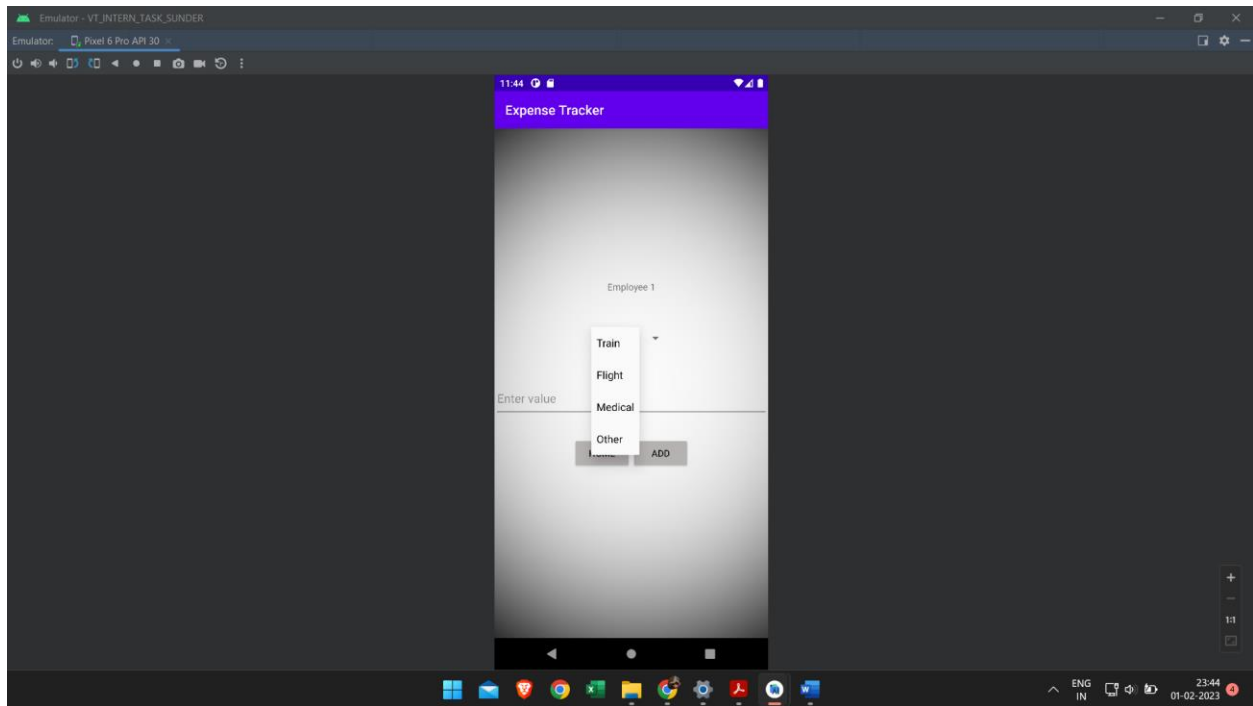 Emulator - VT_INTERN_TASK_SUNDER
Emulator: Pixel 6 Pro API 30
11:44
Expense Tracker
Employee 1
Train
Flight
Enter value
Medical
Other
ADD
1:1
ENG
IN
23:44
01-02-2023
4